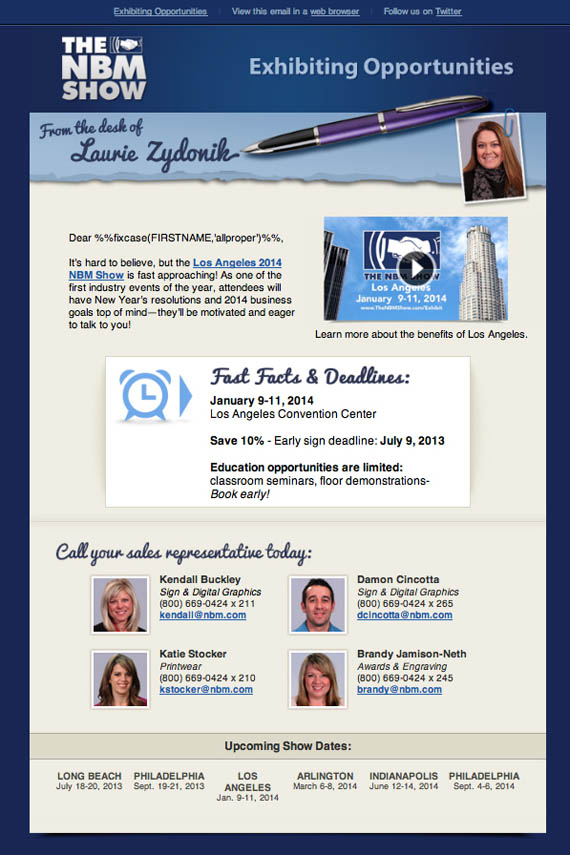 Exhibiting Opportunities | View this email in a web browser | Follow us on Twitter
THE
NBM
SHOW
Exhibiting Opportunities
From the desk of
Laurie Zydonik
Dear %%fixcase(FIRSTNAME,'allproper')%%,
It's hard to believe, but the Los Angeles 2014
NBM Show is fast approaching! As one of the
first industry events of the year, attendees will
have New Year's resolutions and 2014 business
goals top of mind—they'll be motivated and eager
to talk to you!
THE NBM SHOW
Los Angeles
January 9-11, 2014
www.TheNBMShow.com/Exhibit
Learn more about the benefits of Los Angeles.
Fast Facts & Deadlines:
January 9-11, 2014
Los Angeles Convention Center
Save 10% - Early sign deadline: July 9, 2013
Education opportunities are limited:
classroom seminars, floor demonstrations-
Book early!
Call your sales representative today:
Kendall Buckley
Sign & Digital Graphics
(800) 669-0424 x 211
kendall@nbm.com
Damon Cincotta
Sign & Digital Graphics
(800) 669-0424 x 265
dcincotta@nbm.com
Katie Stocker
Printwear
(800) 669-0424 x 210
kstocker@nbm.com
Brandy Jamison-Neth
Awards & Engraving
(800) 669-0424 x 245
brandy@nbm.com
Upcoming Show Dates:
LONG BEACH
July 18-20, 2013
PHILADELPHIA
Sept. 19-21, 2013
LOS
ANGELES
Jan. 9-11, 2014
ARLINGTON
March 6-8, 2014
INDIANAPOLIS
June 12-14, 2014
PHILADELPHIA
Sept. 4-6, 2014